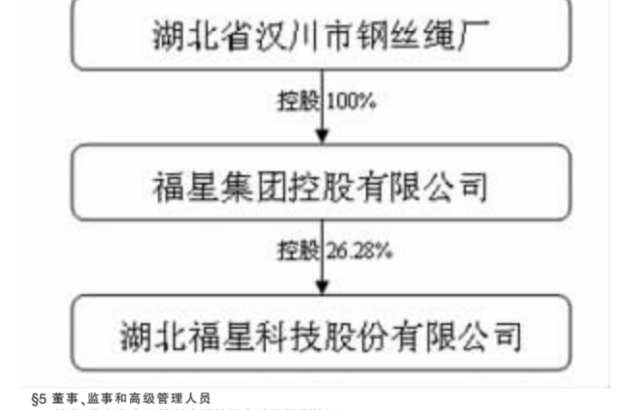 湖北省汉川市钢丝绳厂
控股 100%
福星集团控股有限公司
控股 26.28%
湖北福星科技股份有限公司
§5 董事、监事和高级管理人员